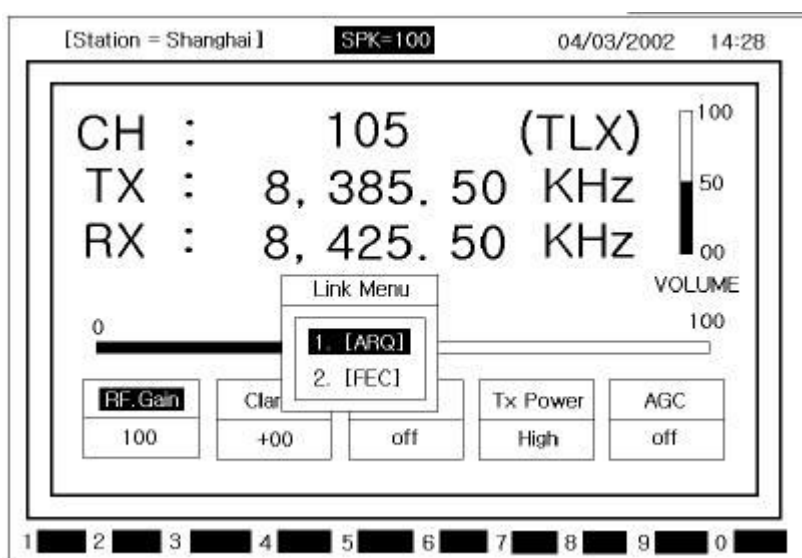 [Station = Shanghai] SPK=100 04/03/2002 14:28
CH : 105 (TLX)
TX : 8, 385. 50 KHz
RX : 8, 425. 50 KHz
100
50
00
VOLUME
Link Menu
1. [ARQ]
2. [FEC]
0 100
RF.Gain Clar Tx Power AGC
100 +00 off High off
1 2 3 4 5 6 7 8 9 0